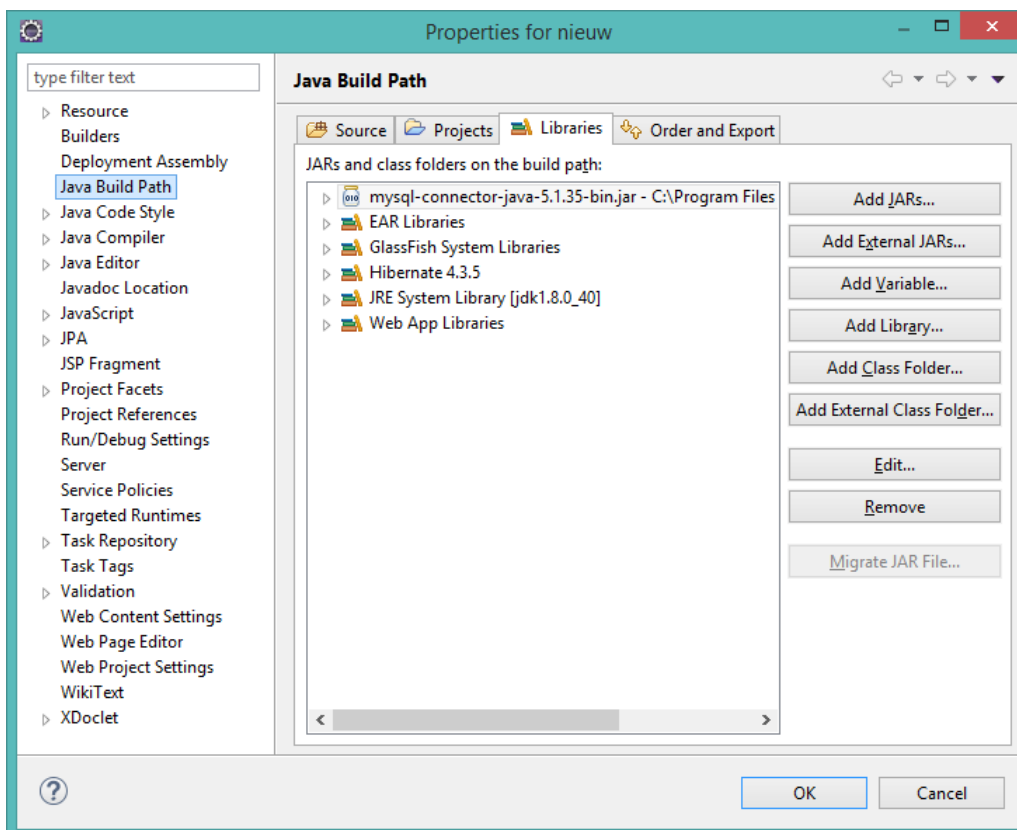 Properties for nieuw
type filter text
Resource
Builders
Deployment Assembly
Java Build Path
Java Code Style
Java Compiler
Java Editor
Javadoc Location
JavaScript
JPA
JSP Fragment
Project Facets
Project References
Run/Debug Settings
Server
Service Policies
Targeted Runtimes
Task Repository
Task Tags
Validation
Web Content Settings
Web Page Editor
Web Project Settings
WikiText
XDoclet
Java Build Path
Source Projects Libraries Order and Export
JARs and class folders on the build path:
mysql-connector-java-5.1.35-bin.jar - C:\Program Files
EAR Libraries
GlassFish System Libraries
Hibernate 4.3.5
JRE System Library [jdk1.8.0_40]
Web App Libraries
Add JARs...
Add External JARs...
Add Variable...
Add Library...
Add Class Folder...
Add External Class Folder...
Edit...
Remove
Migrate JAR File...
OK Cancel